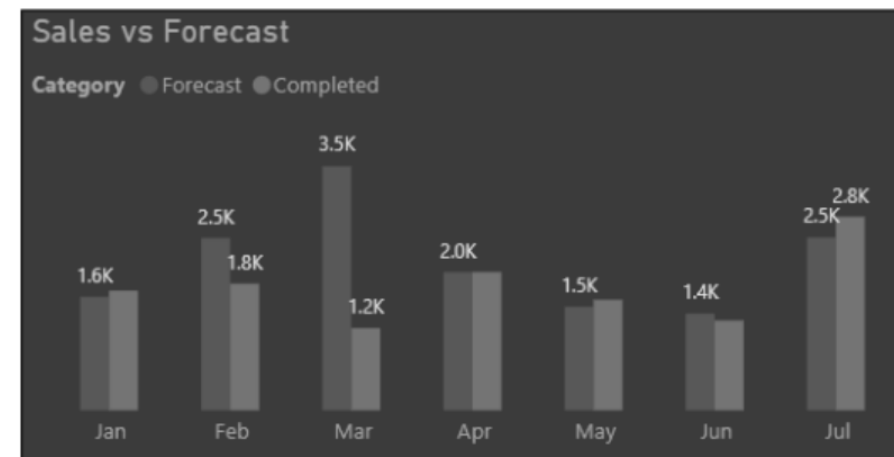 Sales vs Forecast
Category Forecast Completed
3.5K
2.8K
2.5K 2.5K
2.0K
1.8K
1.6K
1.5K
1.4K
1.2K
Jan Feb Mar Apr May Jun Jul